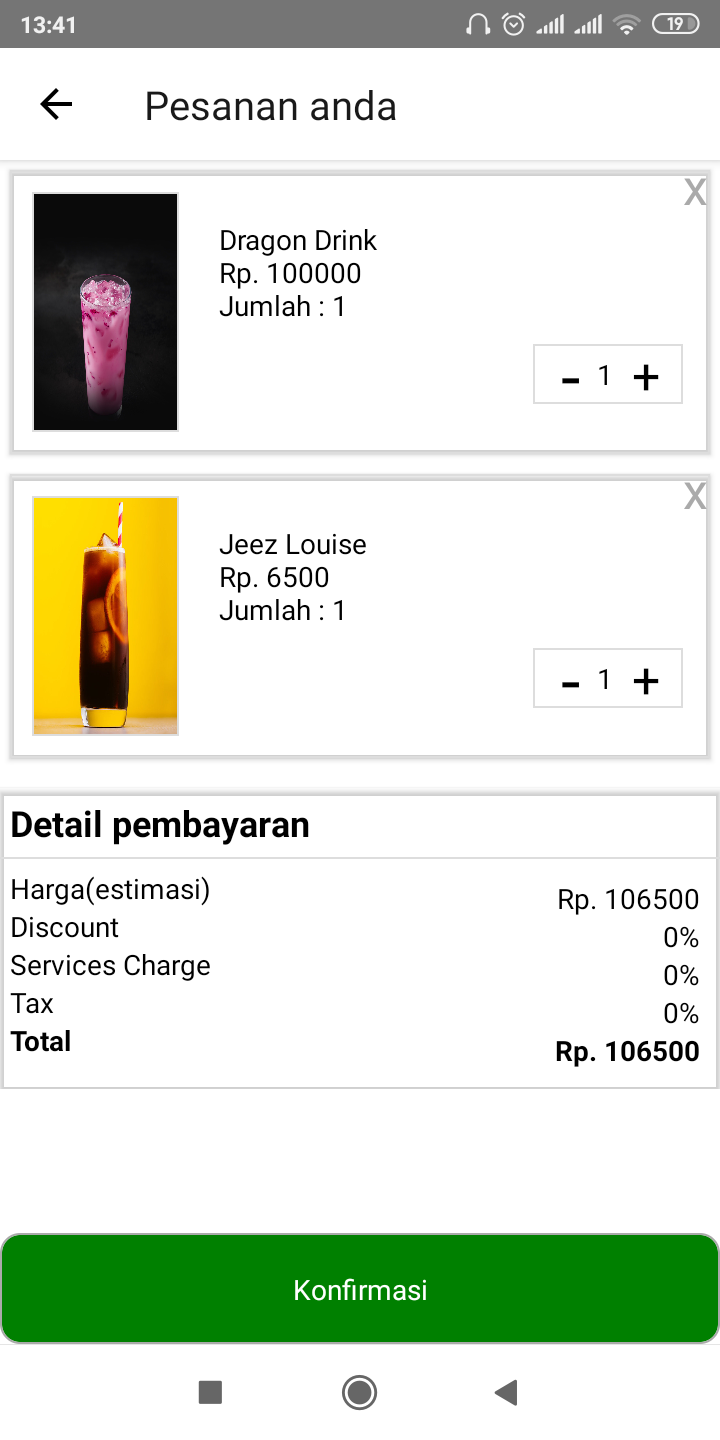 13:41
19
Pesanan anda
X
Dragon Drink
Rp. 100000
Jumlah : 1
- 1 +
X
Jeez Louise
Rp. 6500
Jumlah : 1
- 1 +
Detail pembayaran
Harga(estimasi) Rp. 106500
Discount 0%
Services Charge 0%
Tax 0%
Total Rp. 106500
Konfirmasi